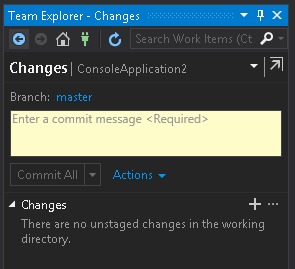 Team Explorer - Changes
Search Work Items (Ct
Changes | ConsoleApplication2
Branch: master
Enter a commit message <Required>
Commit All Actions
Changes
There are no unstaged changes in the working
directory.